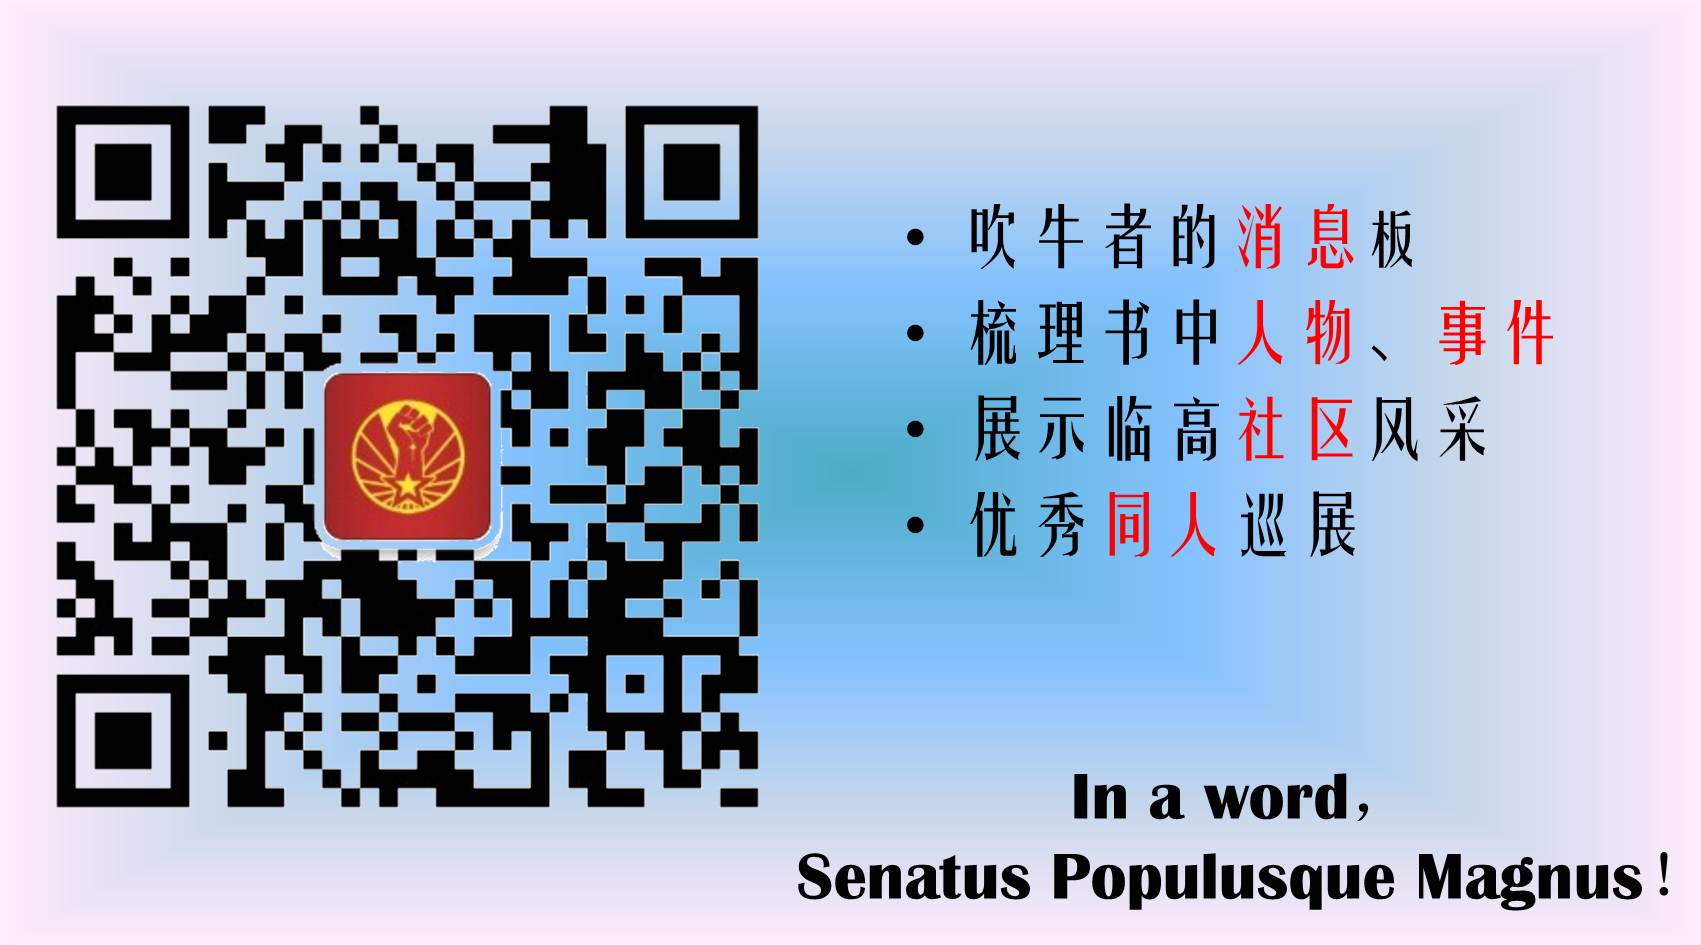 • 吹牛者的消息板
• 梳理书中人物、事件
• 展示临高社区风采
• 优秀同人巡展
In a word，
Senatus Populusque Magnus！